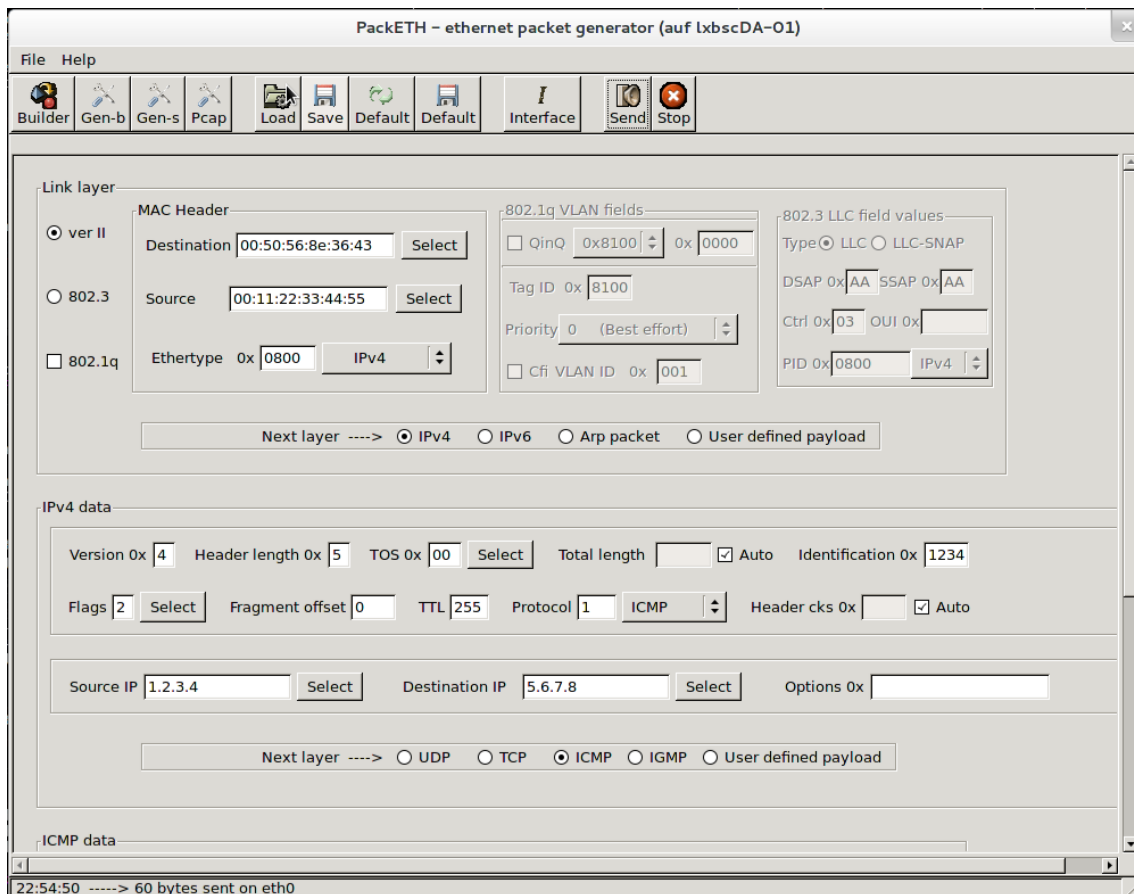 PackETH – ethernet packet generator (auf lxbscDA-01)
File Help
Builder Gen-b Gen-s Pcap Load Save Default Default Interface Send Stop
Link layer
MAC Header 802.1q VLAN fields 802.3 LLC field values
ver II Destination 00:50:56:8e:36:43 Select QinQ 0x8100 0x 0000 Type LLC LLC-SNAP
Tag ID 0x 8100 DSAP 0x AA SSAP 0x AA
802.3 Source 00:11:22:33:44:55 Select
Priority 0 (Best effort) Ctrl 0x 03 OUI 0x
802.1q Ethertype 0x 0800 IPv4 Cfi VLAN ID 0x 001 PID 0x 0800 IPv4
Next layer ----> IPv4 IPv6 Arp packet User defined payload
IPv4 data
Version 0x 4 Header length 0x 5 TOS 0x 00 Select Total length Auto Identification 0x 1234
Flags 2 Select Fragment offset 0 TTL 255 Protocol 1 ICMP Header cks 0x Auto
Source IP 1.2.3.4 Select Destination IP 5.6.7.8 Select Options 0x
Next layer ----> UDP TCP ICMP IGMP User defined payload
ICMP data
22:54:50 -----> 60 bytes sent on eth0